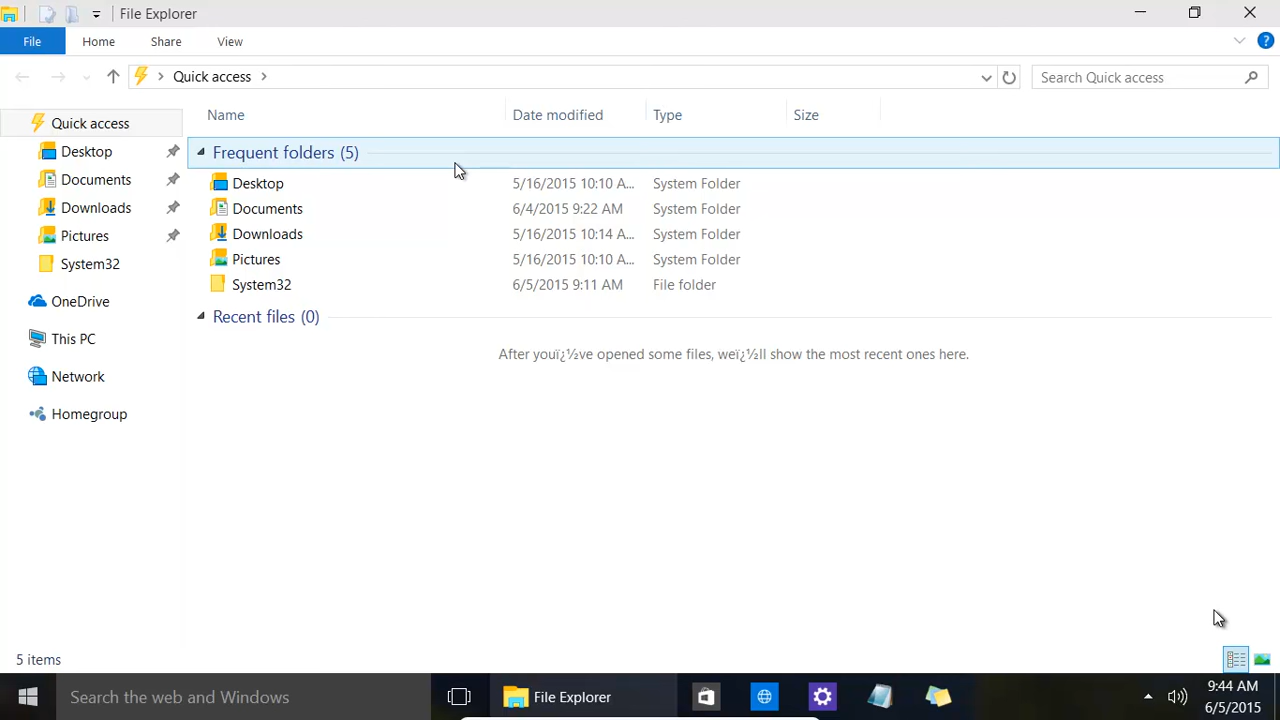 File Explorer
File Home Share View
Quick access
Search Quick access
Name Date modified Type Size
Quick access
Desktop
Documents
Downloads
Pictures
System32
OneDrive
This PC
Network
Homegroup
Frequent folders (5)
Desktop 5/16/2015 10:10 A... System Folder
Documents 6/4/2015 9:22 AM System Folder
Downloads 5/16/2015 10:14 A... System Folder
Pictures 5/16/2015 10:10 A... System Folder
System32 6/5/2015 9:11 AM File folder
Recent files (0)
After youï¿½ve opened some files, weï¿½ll show the most recent ones here.
5 items
Search the web and Windows
File Explorer
9:44 AM
6/5/2015